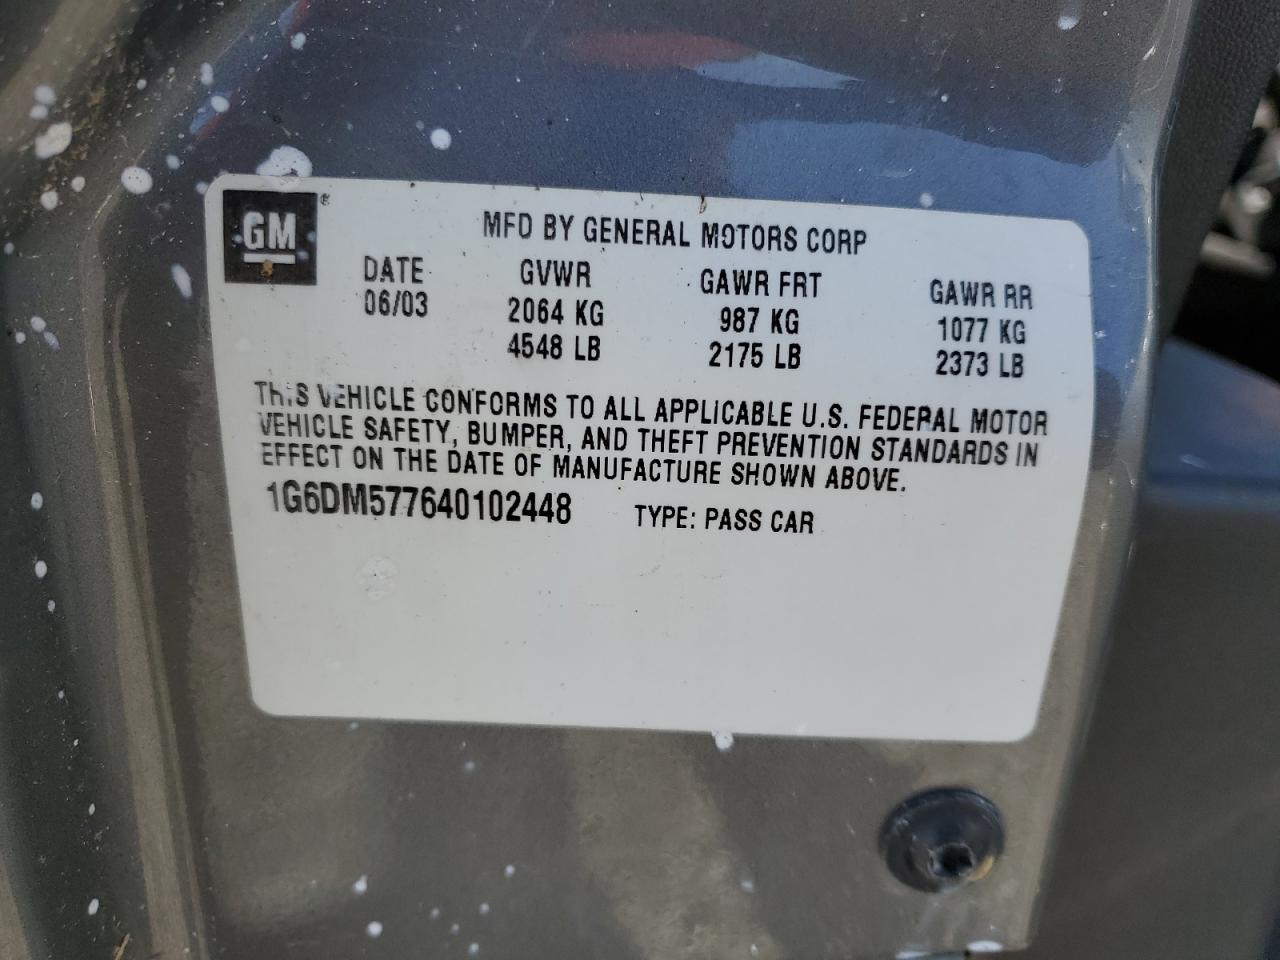 GM ®
MFD BY GENERAL MOTORS CORP
DATE GVWR GAWR FRT GAWR RR
06/03 2064 KG 987 KG 1077 KG
4548 LB 2175 LB 2373 LB
THIS VEHICLE CONFORMS TO ALL APPLICABLE U.S. FEDERAL MOTOR
VEHICLE SAFETY, BUMPER, AND THEFT PREVENTION STANDARDS IN
EFFECT ON THE DATE OF MANUFACTURE SHOWN ABOVE.
1G6DM577640102448 TYPE: PASS CAR